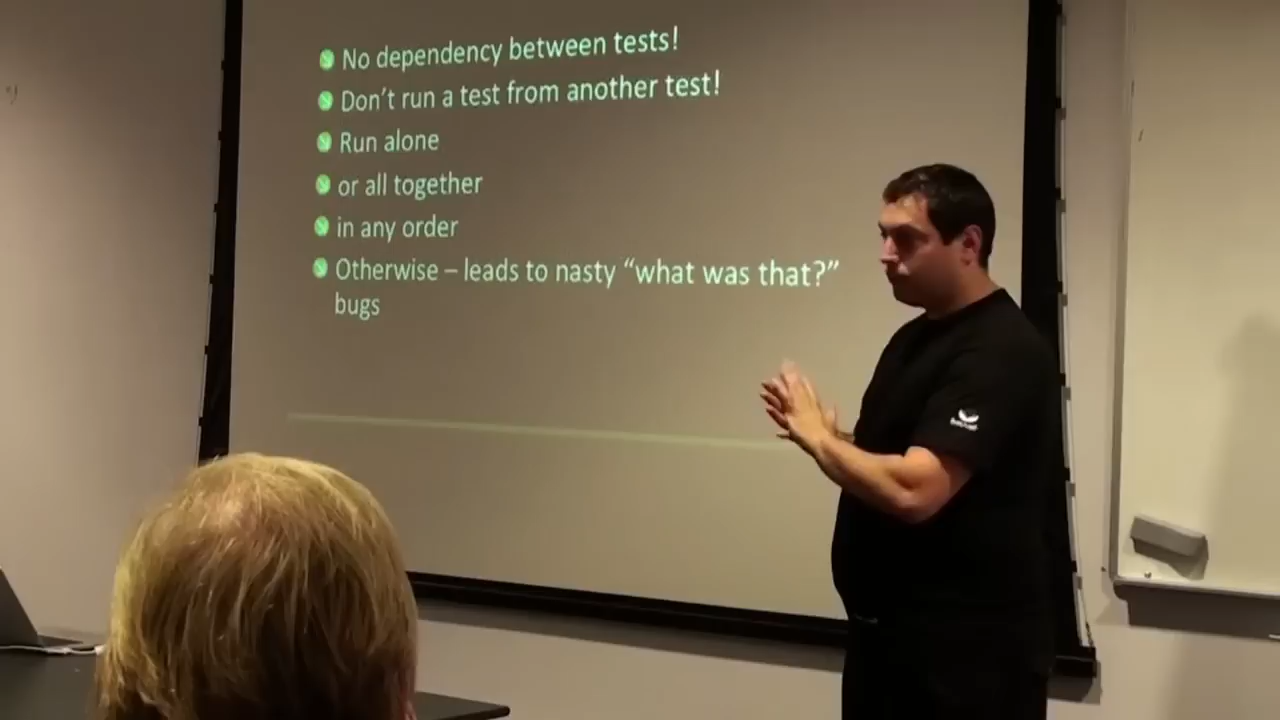 No dependency between tests!
Don't run a test from another test!
Run alone
or all together
in any order
Otherwise – leads to nasty “what was that?”
bugs